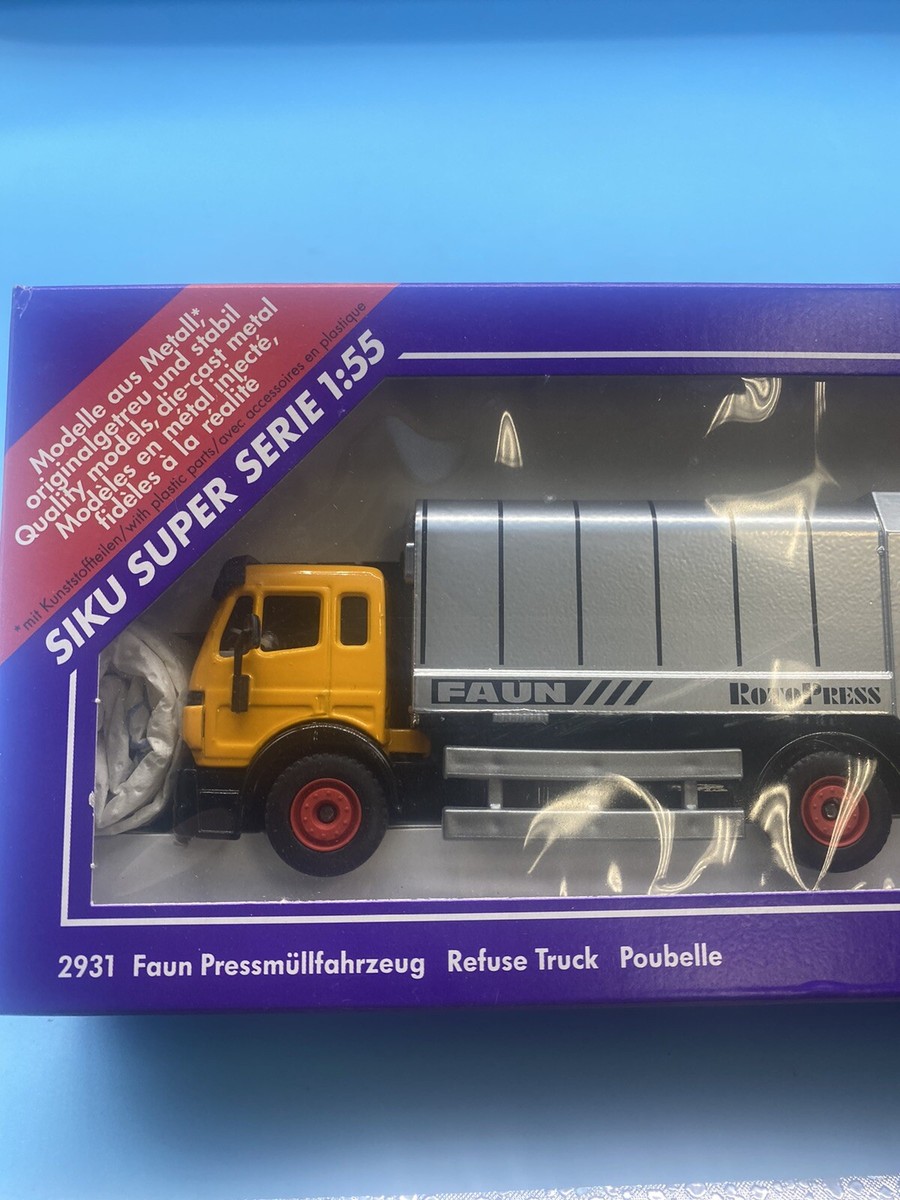 Modelle aus Metall*,
originalgetreu und stabil
Quality models, die-cast metal
Modèles en métal injecté,
fidèles à la réalité
*mit Kunststoffteilen/with plastic parts/avec accessoires en plastique
SIKU SUPER SERIE 1:55
FAUN
ROTOPRESS
2931 Faun Pressmüllfahrzeug Refuse Truck Poubelle